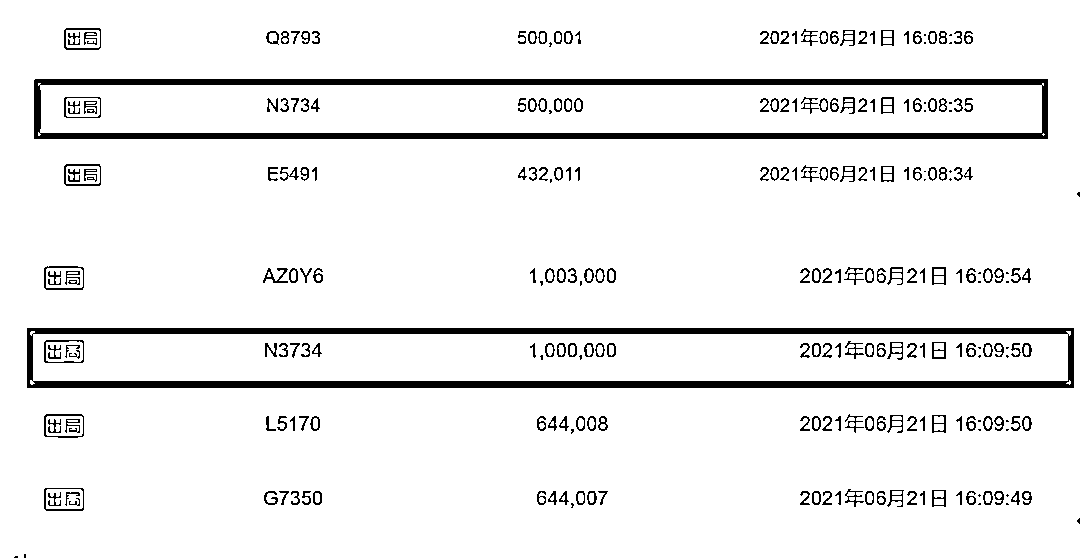 出局 Q8793 500,001 2021年06月21日 16:08:36
出局 N3734 500,000 2021年06月21日 16:08:35
出局 E5491 432,011 2021年06月21日 16:08:34
出局 AZ0Y6 1,003,000 2021年06月21日 16:09:54
出局 N3734 1,000,000 2021年06月21日 16:09:50
出局 L5170 644,008 2021年06月21日 16:09:50
出局 G7350 644,007 2021年06月21日 16:09:49